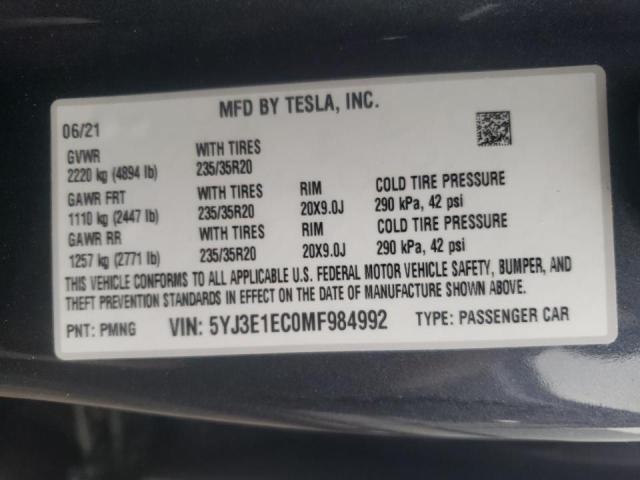 MFD BY TESLA, INC.
06/21
GVWR WITH TIRES
2220 kg (4894 lb) 235/35R20
GAWR FRT WITH TIRES RIM COLD TIRE PRESSURE
1110 kg (2447 lb) 235/35R20 20X9.0J 290 kPa, 42 psi
GAWR RR WITH TIRES RIM COLD TIRE PRESSURE
1257 kg (2771 lb) 235/35R20 20X9.0J 290 kPa, 42 psi
THIS VEHICLE CONFORMS TO ALL APPLICABLE U.S. FEDERAL MOTOR VEHICLE SAFETY, BUMPER, AND
THEFT PREVENTION STANDARDS IN EFFECT ON THE DATE OF MANUFACTURE SHOWN ABOVE.
PNT: PMNG VIN: 5YJ3E1EC0MF984992 TYPE: PASSENGER CAR